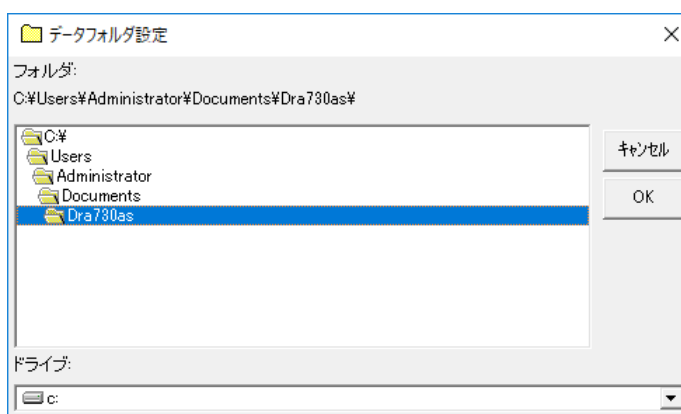 データフォルダ設定
フォルダ:
C:¥Users¥Administrator¥Documents¥Dra730as¥
C:¥
Users
Administrator
Documents
Dra730as
キャンセル
OK
ドライブ:
c: